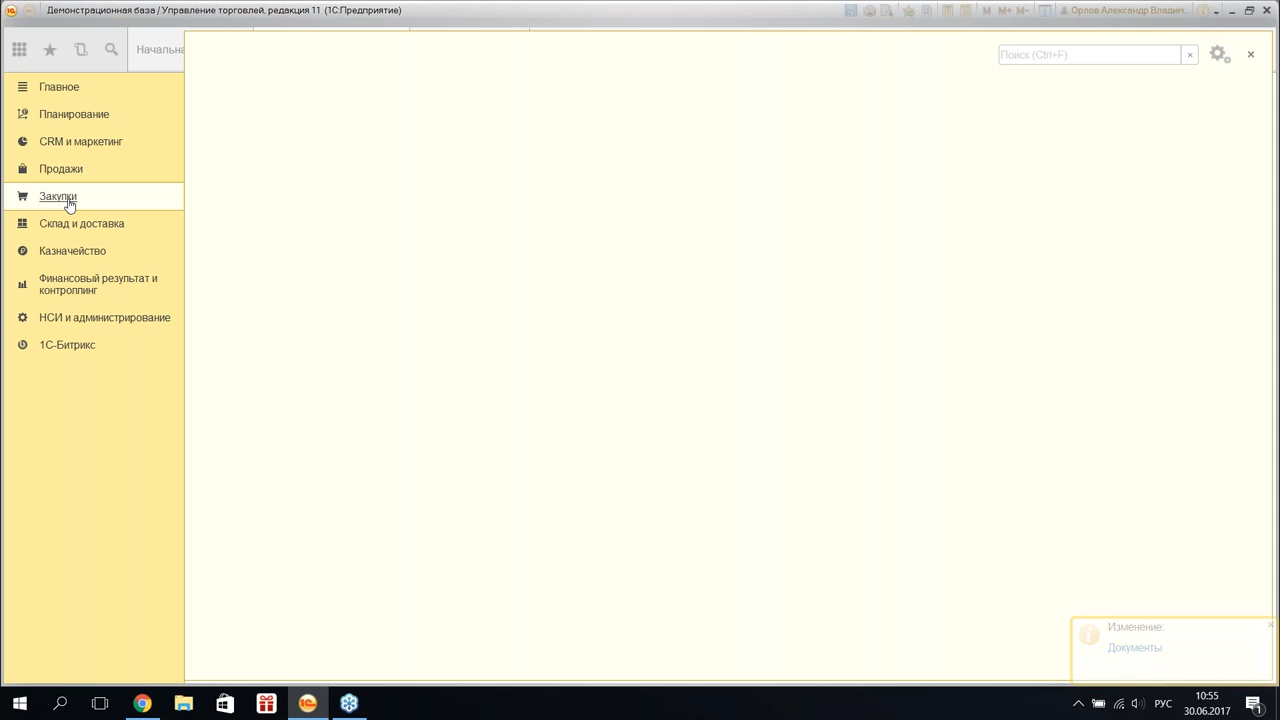 Демонстрационная база / Управление торговлей, редакция 11 (1С:Предприятие)
M M+ M-
Орлов Александр Владим...
Начальна
Поиск (Ctrl+F)
Главное
Планирование
CRM и маркетинг
Продажи
Закупки
Склад и доставка
Казначейство
Финансовый результат и
контроллинг
НСИ и администрирование
1С-Битрикс
Изменение:
Документы
РУС
10:55
30.06.2017
1